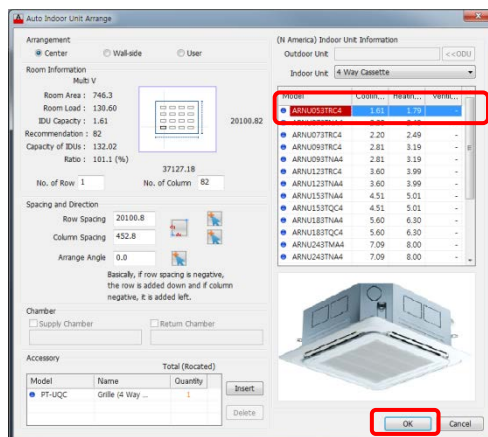 Auto Indoor Unit Arrange
Arrangement
Center
Wall-side
User
Room Information
Multi V
Room Area : 746.3
Room Load : 130.60
IDU Capacity : 1.61
Recommendation : 82
Capacity of IDUs : 132.02
Ratio : 101.1 (%)
20100.82
37127.18
No. of Row 1
No. of Column 82
Spacing and Direction
Row Spacing 20100.8
Column Spacing 452.8
Arrange Angle 0.0
Basically, if row spacing is negative,
the row is added down and if column
negative, it is added left.
Chamber
Supply Chamber
Return Chamber
Accessory
Total (Rocated)
Model Name Quantity
PT-UQC Grille (4 Way ... 1
Insert
Delete
(N America) Indoor Unit Information
Outdoor Unit <<ODU
Indoor Unit 4 Way Cassette
Model Coolin... Heatin... Ventil...
ARNU053TRC4 1.61 1.79 -
ARNU073TRC4 2.20 2.49 -
ARNU093TRC4 2.81 3.19 -
ARNU093TNA4 2.81 3.19 -
ARNU123TRC4 3.60 3.99 -
ARNU123TNA4 3.60 3.99 -
ARNU153TNA4 4.51 5.01 -
ARNU153TQC4 4.51 5.01 -
ARNU183TNA4 5.60 6.30 -
ARNU183TQC4 5.60 6.30 -
ARNU243TNA4 7.09 8.00 -
ARNU243TMA4 7.09 8.00 -
OK
Cancel